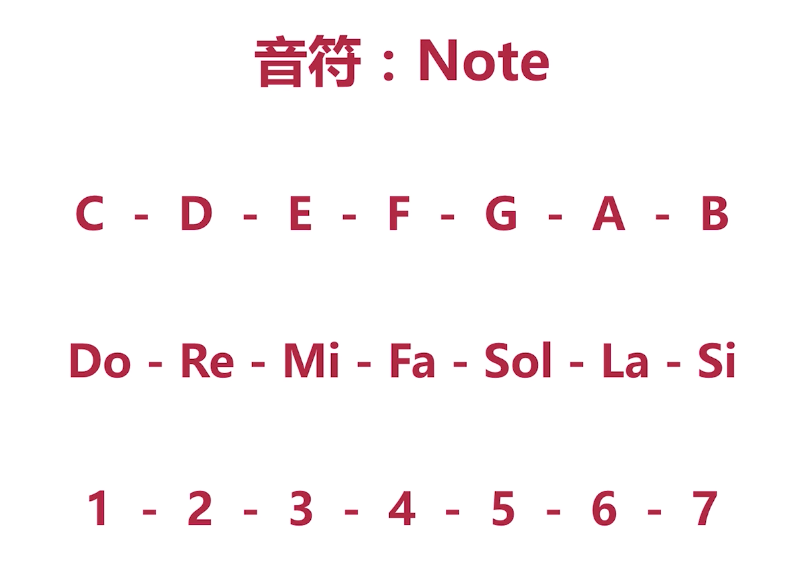 音符：Note
C - D - E - F - G - A - B
Do - Re - Mi - Fa - Sol - La - Si
1 - 2 - 3 - 4 - 5 - 6 - 7